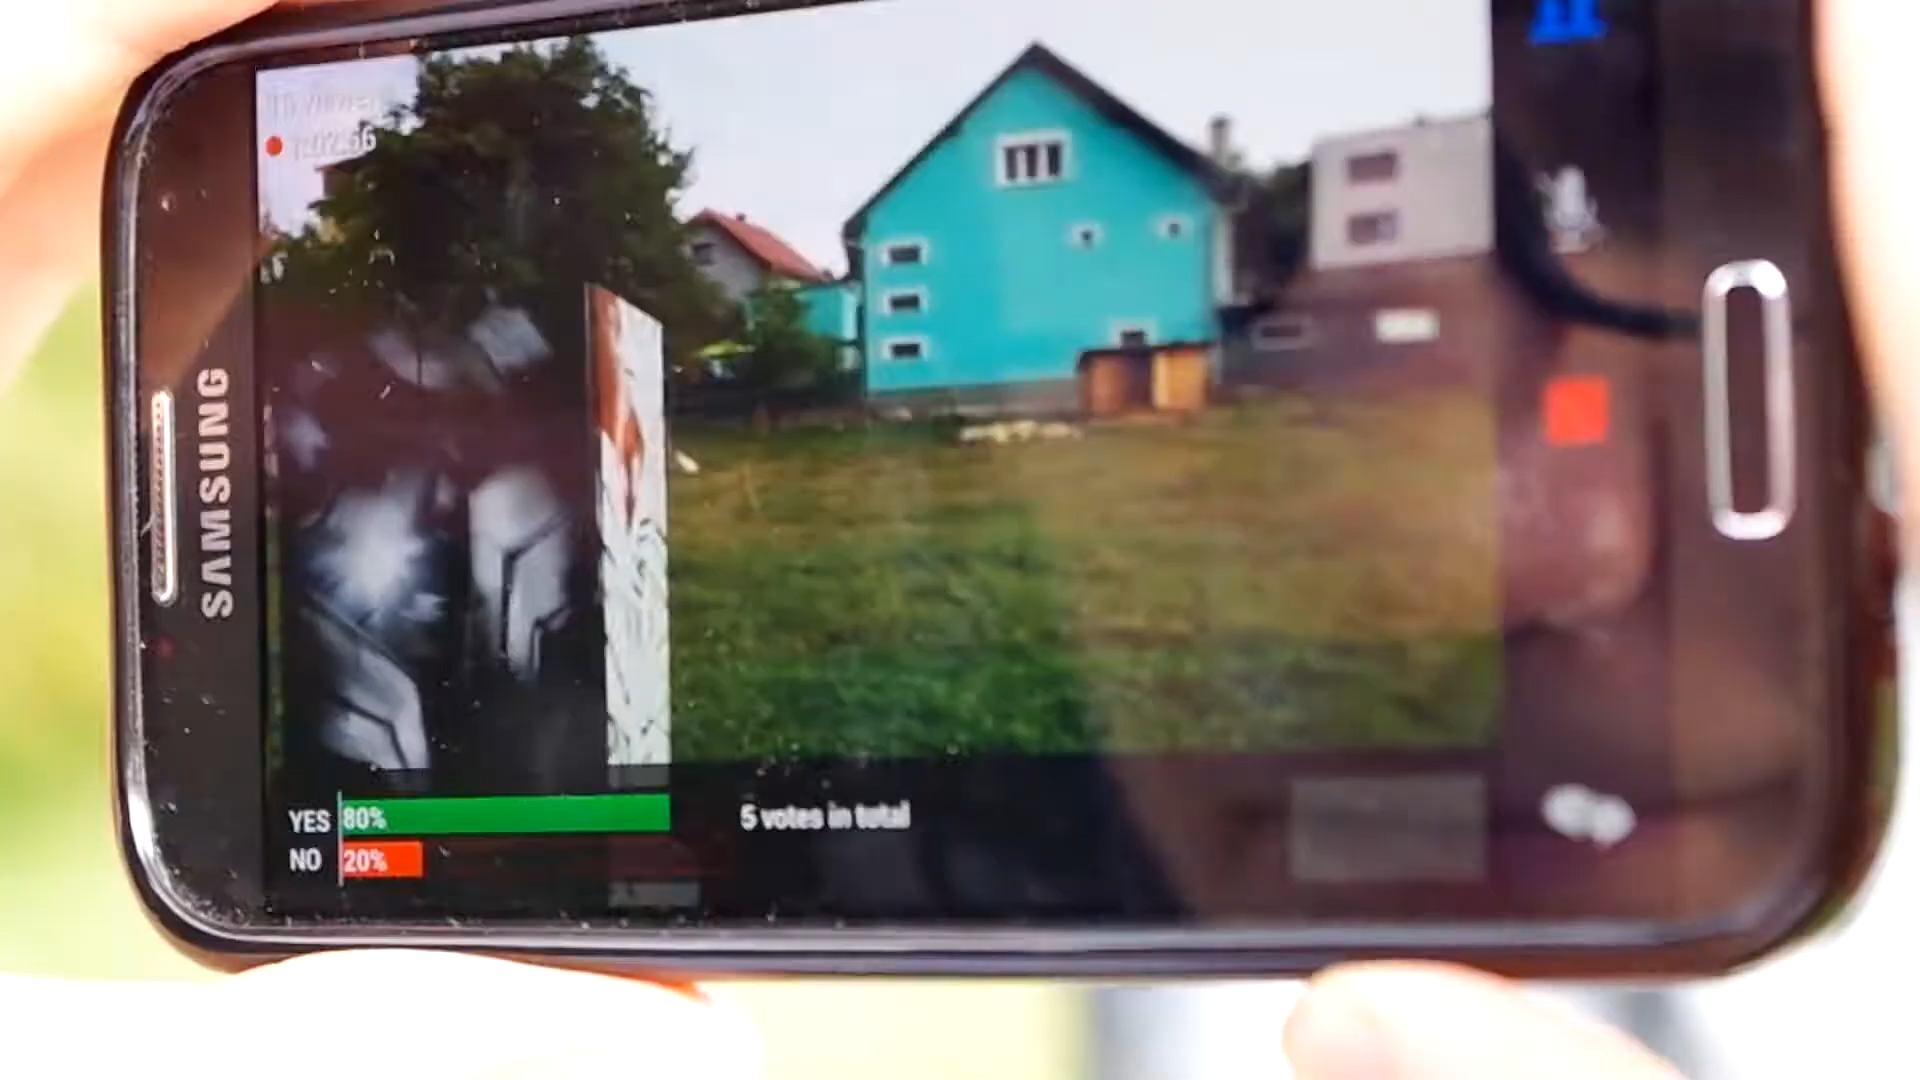 SAMSUNG
YES 80%
NO 20%
5 votes in total